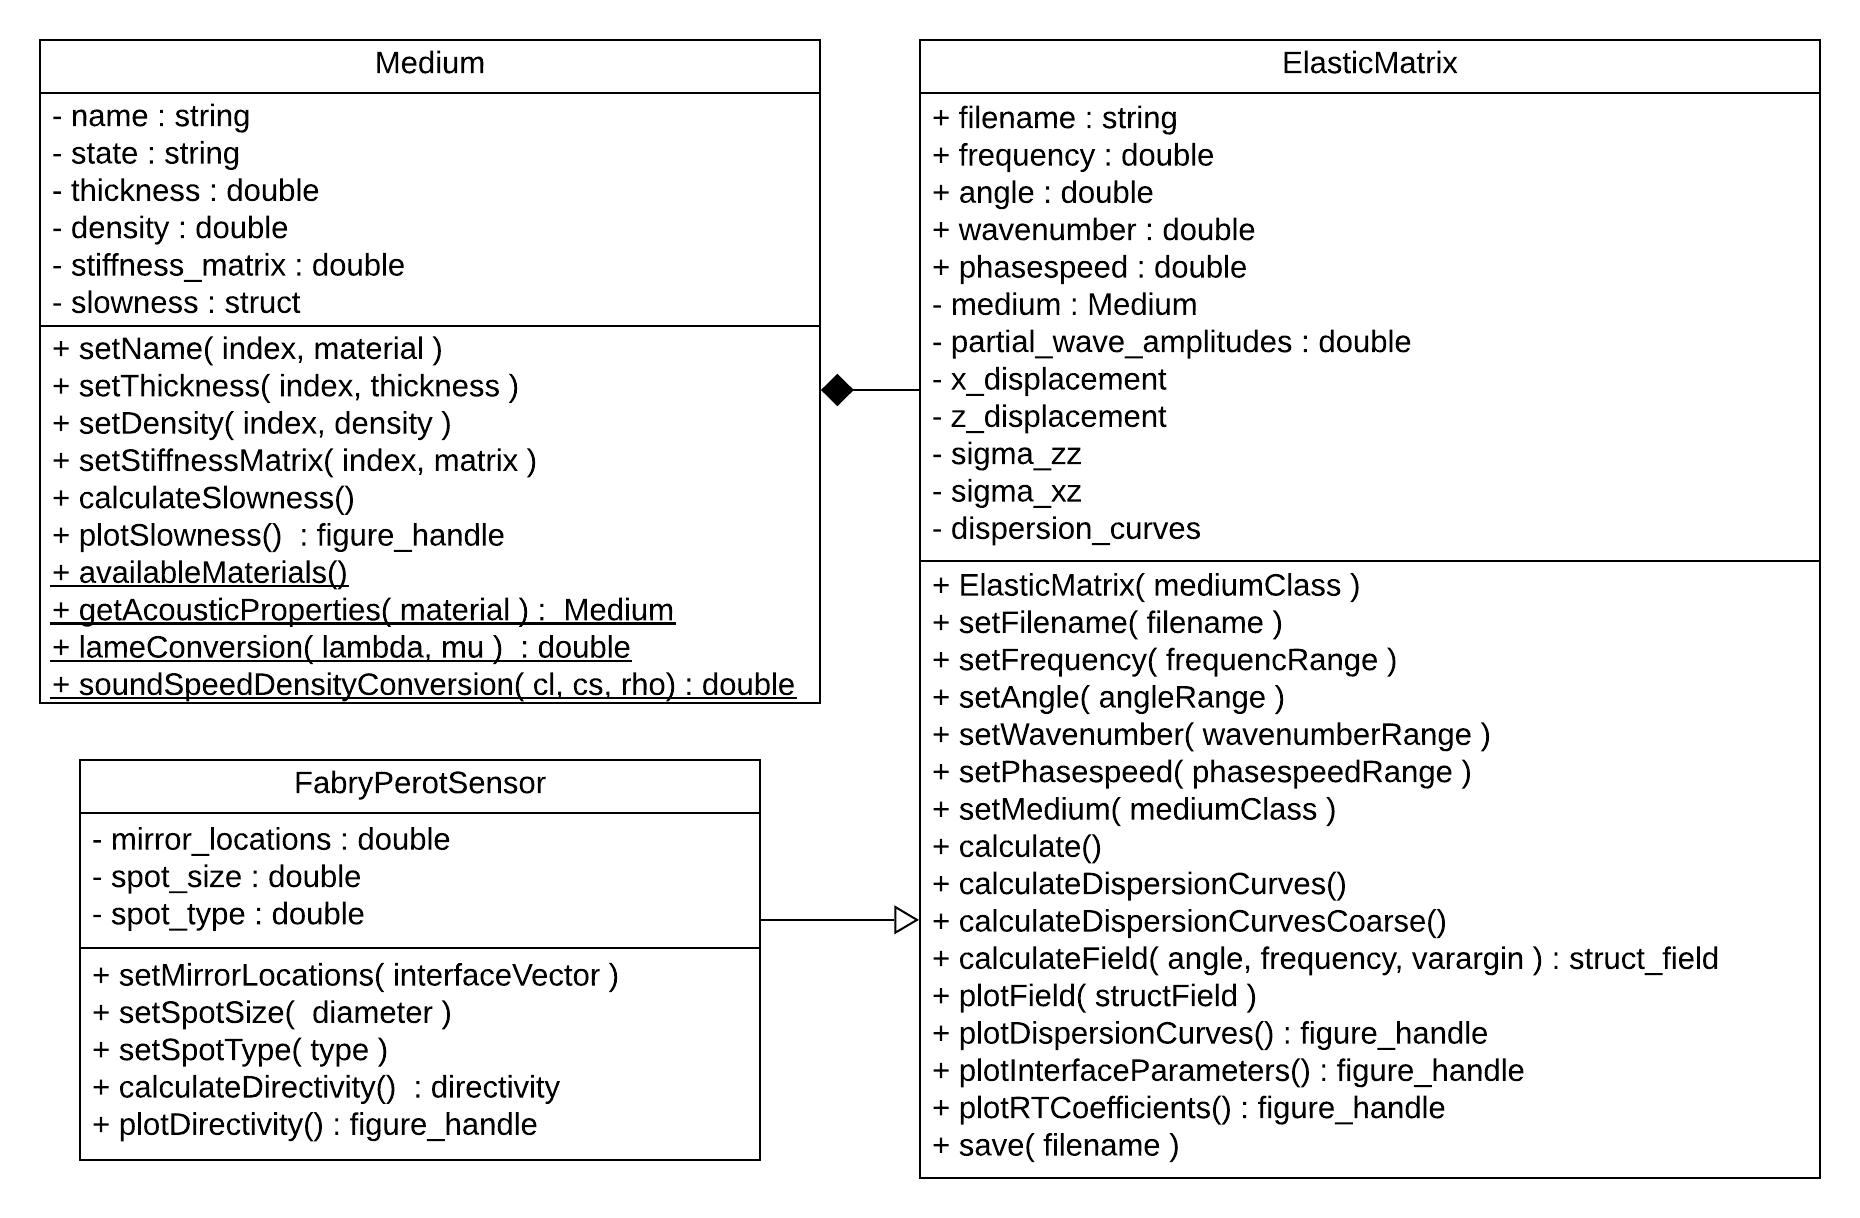 Medium
- name : string
- state : string
- thickness : double
- density : double
- stiffness_matrix : double
- slowness : struct
+ setName( index, material )
+ setThickness( index, thickness )
+ setDensity( index, density )
+ setStiffnessMatrix( index, matrix )
+ calculateSlowness()
+ plotSlowness()  : figure_handle
+ availableMaterials()
+ getAcousticProperties( material ) :  Medium
+ lameConversion( lambda, mu )  : double
+ soundSpeedDensityConversion( cl, cs, rho) : double
ElasticMatrix
+ filename : string
+ frequency : double
+ angle : double
+ wavenumber : double
+ phasespeed : double
- medium : Medium
- partial_wave_amplitudes : double
- x_displacement
- z_displacement
- sigma_zz
- sigma_xz
- dispersion_curves
+ ElasticMatrix( mediumClass )
+ setFilename( filename )
+ setFrequency( frequencRange )
+ setAngle( angleRange )
+ setWavenumber( wavenumberRange )
+ setPhasespeed( phasespeedRange )
+ setMedium( mediumClass )
+ calculate()
+ calculateDispersionCurves()
+ calculateDispersionCurvesCoarse()
+ calculateField( angle, frequency, varargin ) : struct_field
+ plotField( structField )
+ plotDispersionCurves() : figure_handle
+ plotInterfaceParameters() : figure_handle
+ plotRTCoefficients() : figure_handle
+ save( filename )
FabryPerotSensor
- mirror_locations : double
- spot_size : double
- spot_type : double
+ setMirrorLocations( interfaceVector )
+ setSpotSize(  diameter )
+ setSpotType( type )
+ calculateDirectivity()  : directivity
+ plotDirectivity() : figure_handle